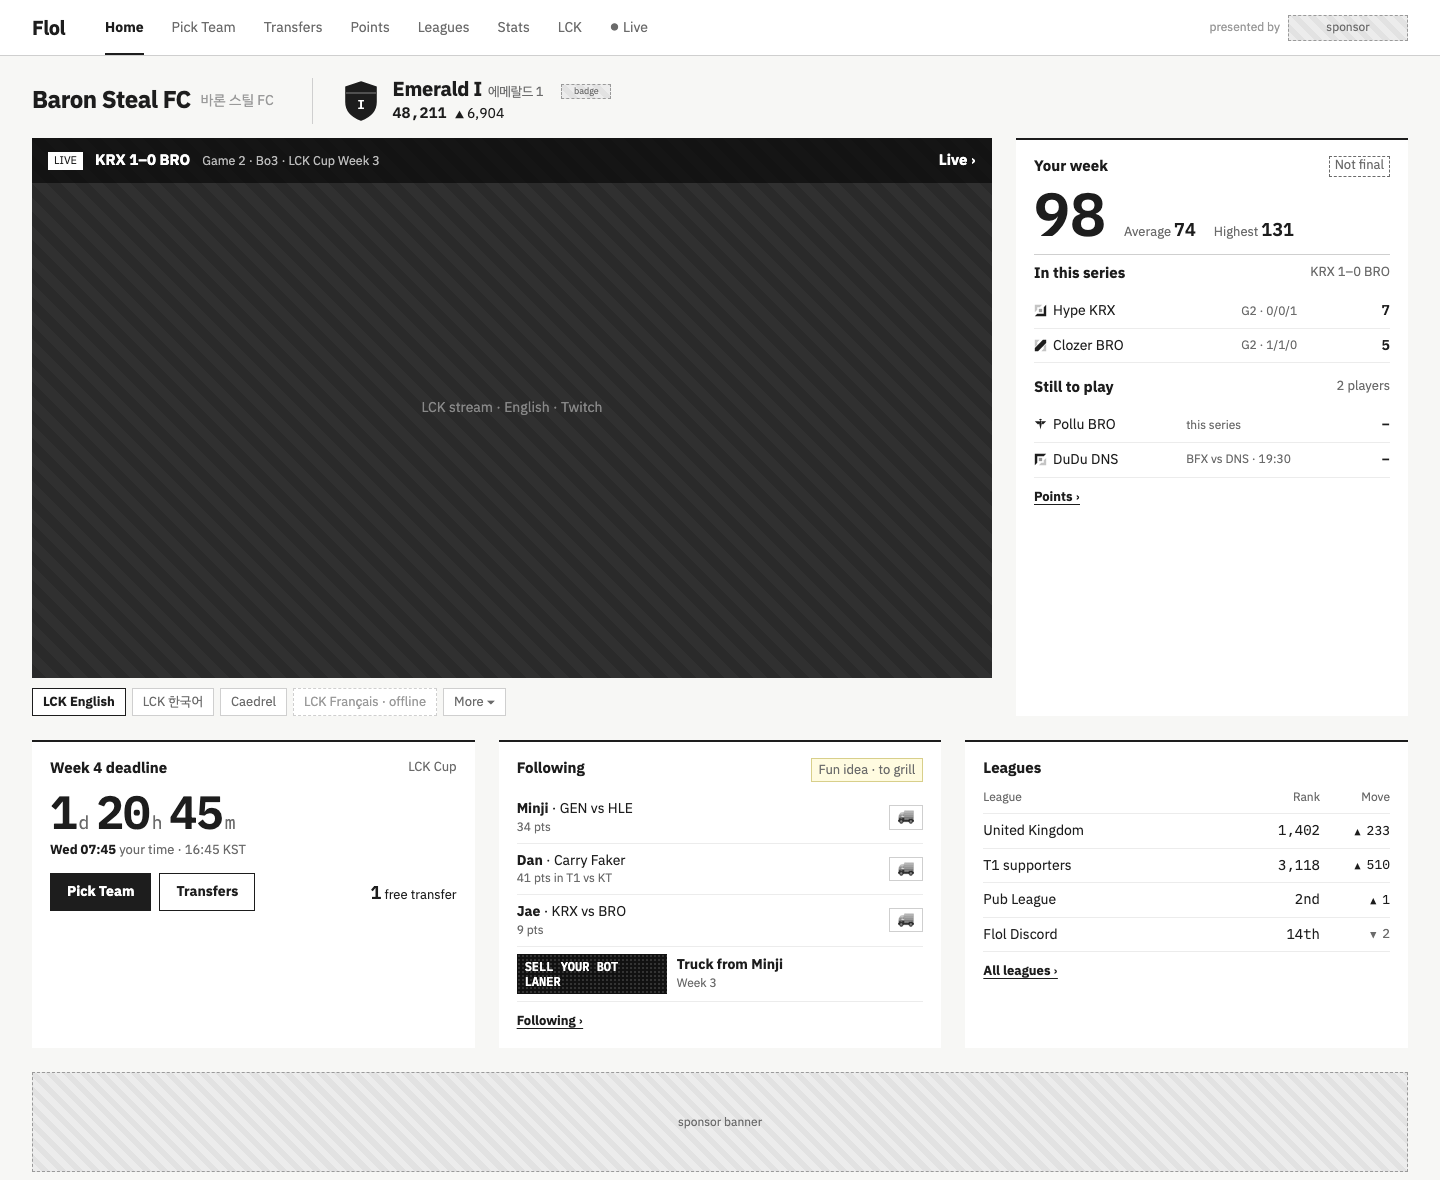 Flol
Home Pick Team Transfers Points Leagues Stats LCK Live
presented by sponsor
Baron Steal FC 바론 스틸 FC
I
Emerald I 에메랄드 1 badge
48,211 ▲ 6,904
LIVE KRX 1–0 BRO Game 2 · Bo3 · LCK Cup Week 3 Live ›
LCK stream · English · Twitch
LCK English LCK 한국어 Caedrel LCK Français · offline More
Your week Not final
98 Average 74 Highest 131
In this series KRX 1–0 BRO
Hype KRX G2 · 0/0/1 7
Clozer BRO G2 · 1/1/0 5
Still to play 2 players
Pollu BRO this series –
DuDu DNS BFX vs DNS · 19:30 –
Points ›
Week 4 deadline LCK Cup
1d 20h 45m
Wed 07:45 your time · 16:45 KST
Pick Team Transfers 1 free transfer
Following Fun idea · to grill
Minji · GEN vs HLE
34 pts
Dan · Carry Faker
41 pts in T1 vs KT
Jae · KRX vs BRO
9 pts
SELL YOUR BOT
LANER
Truck from Minji
Week 3
Following ›
Leagues
League Rank Move
United Kingdom 1,402 ▲ 233
T1 supporters 3,118 ▲ 510
Pub League 2nd ▲ 1
Flol Discord 14th ▼ 2
All leagues ›
sponsor banner